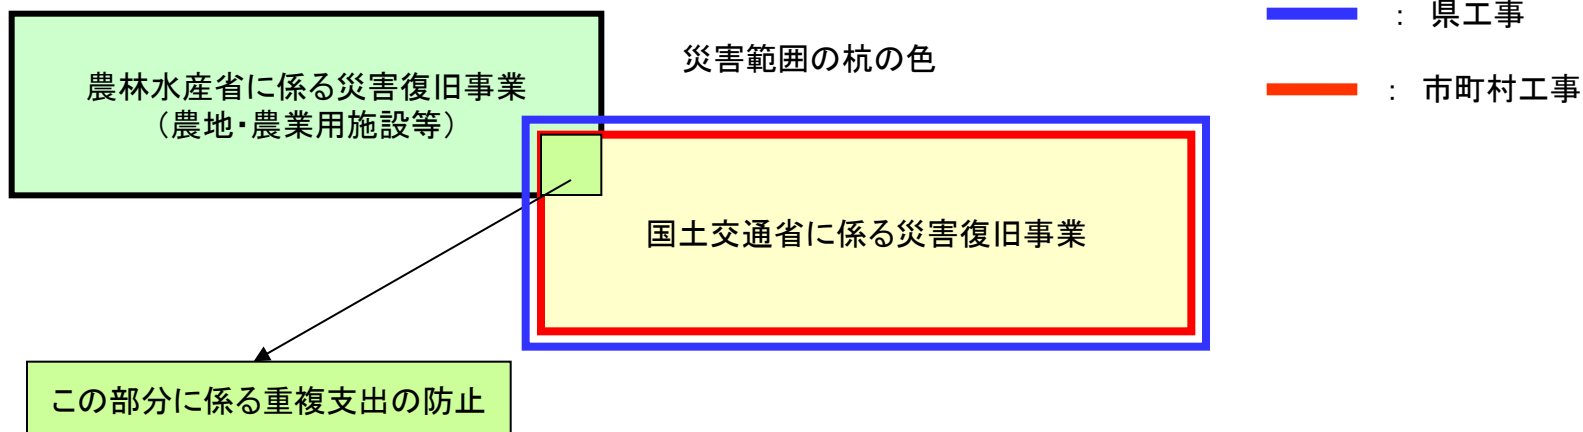 ： 県工事
災害範囲の杭の色
農林水産省に係る災害復旧事業
（農地・農業用施設等）
： 市町村工事
国土交通省に係る災害復旧事業
この部分に係る重複支出の防止